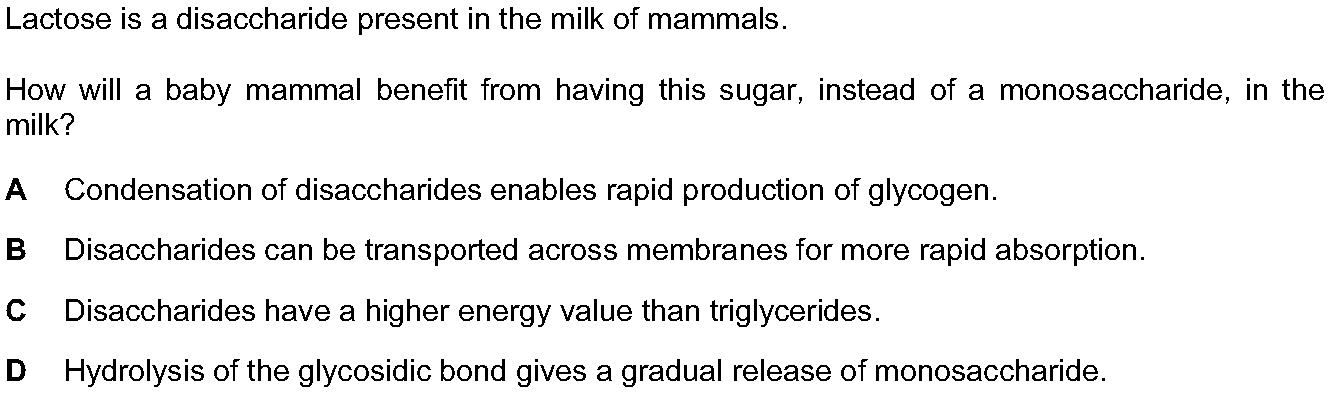 Lactose is a disaccharide present in the milk of mammals.
How will a baby mammal benefit from having this sugar, instead of a monosaccharide, in the
milk?
A Condensation of disaccharides enables rapid production of glycogen.
B Disaccharides can be transported across membranes for more rapid absorption.
C Disaccharides have a higher energy value than triglycerides.
D Hydrolysis of the glycosidic bond gives a gradual release of monosaccharide.